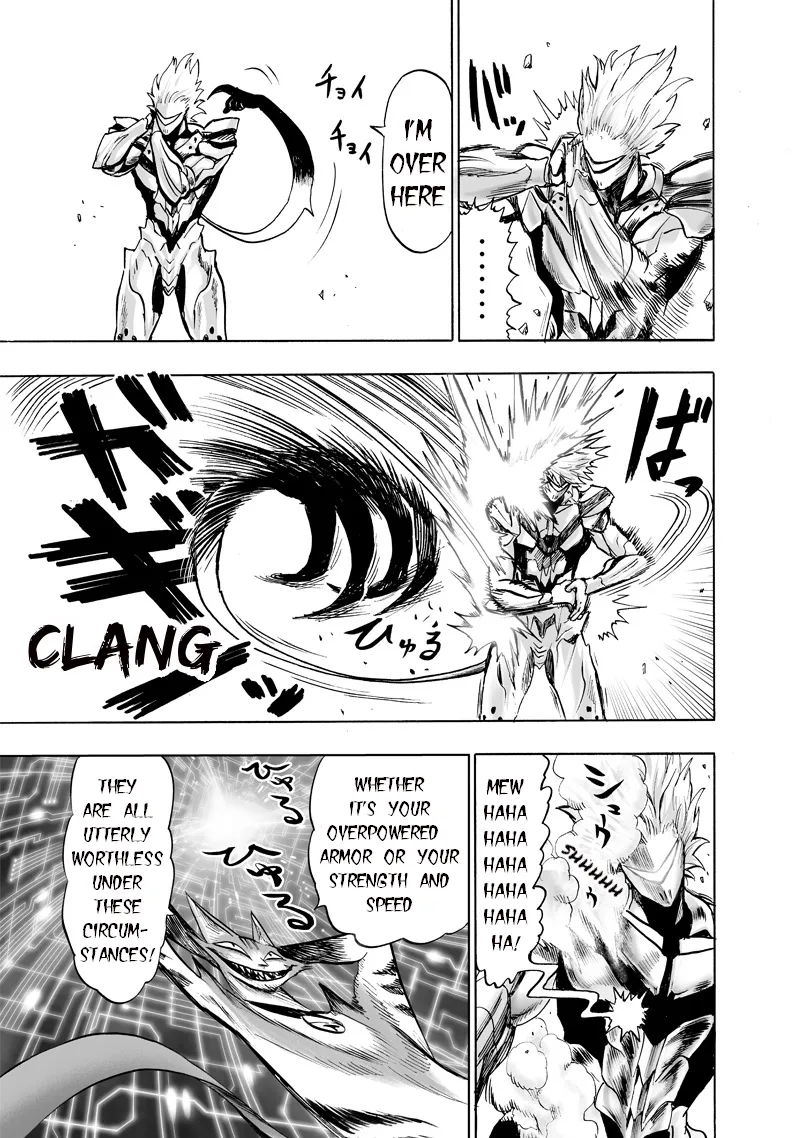 バッ
・・・・・・・
I'M
OVER
HERE
チョイ
チョイ
ばっ
ひゅる
ガギッ
CLANG
MEW
HAHA
HAHA
HAHA
HAHA
HAHA
HA!
シュウゥ
SHHHHH
WHETHER
IT'S YOUR
OVERPOWERED
ARMOR OR YOUR
STRENGTH AND
SPEED
ひゅる
ひゅる
THEY
ARE ALL
UTTERLY
WORTHLESS
UNDER
THESE
CIRCUM-
STANCES!